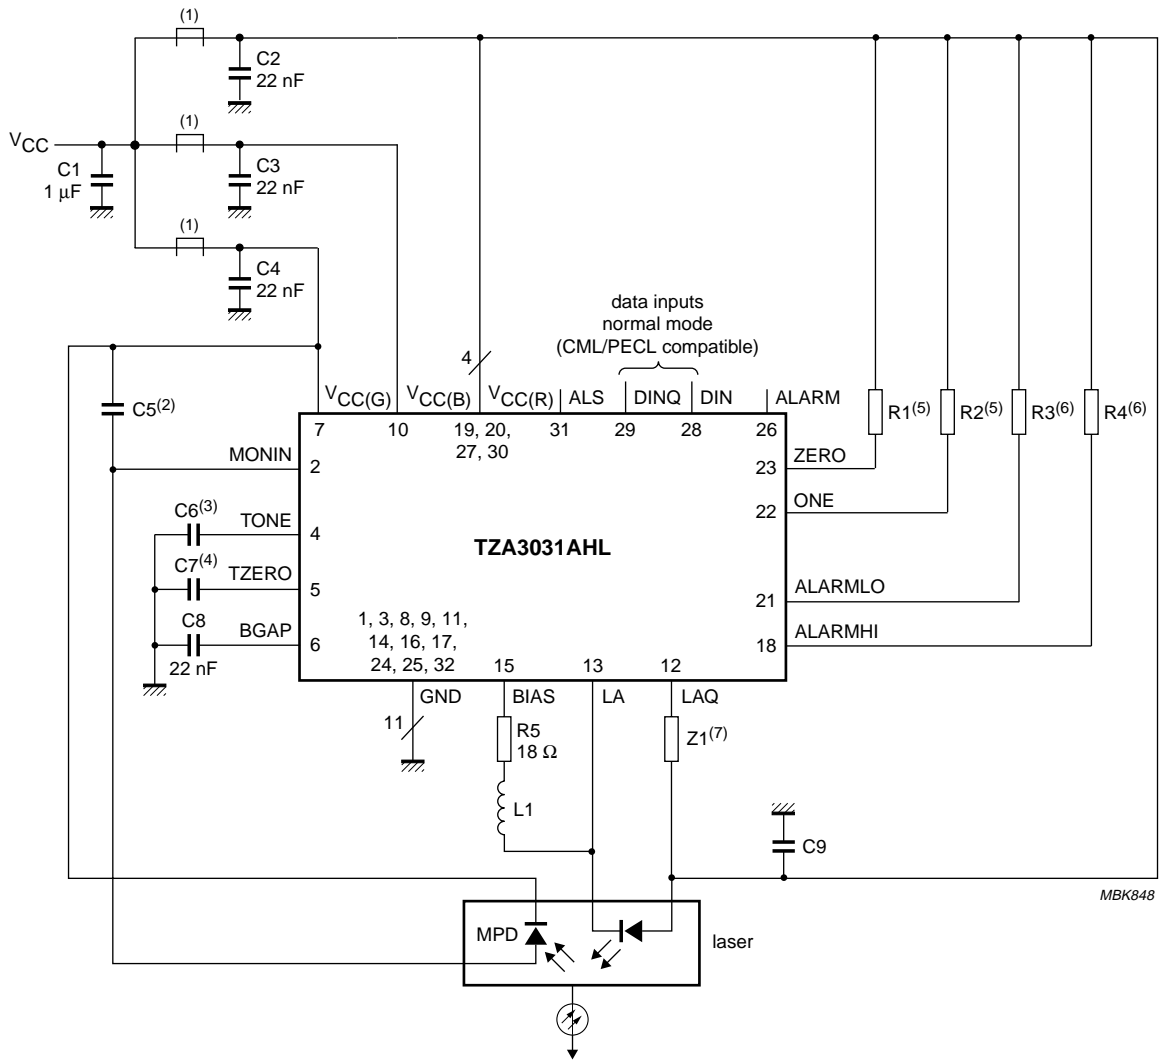 (1)
C2
22 nF
(1)
VCC
C1
1 µF
C3
22 nF
(1)
C4
22 nF
data inputs
normal mode
(CML/PECL compatible)
4
C5(2)
VCC(G)
VCC(B)
VCC(R)
ALS
DINQ
DIN
ALARM
R1(5)
R2(5)
R3(6)
R4(6)
7
10
19, 20,
27, 30
31
29
28
26
MONIN
2
23
ZERO
C6(3)
TONE
4
22
ONE
TZA3031AHL
C7(4)
TZERO
5
21
ALARMLO
C8
22 nF
BGAP
6
1, 3, 8, 9, 11,
14, 16, 17,
24, 25, 32
18
ALARMHI
15
13
12
GND
BIAS
LA
LAQ
11
R5
18 Ω
Z1(7)
L1
C9
MBK848
MPD
laser